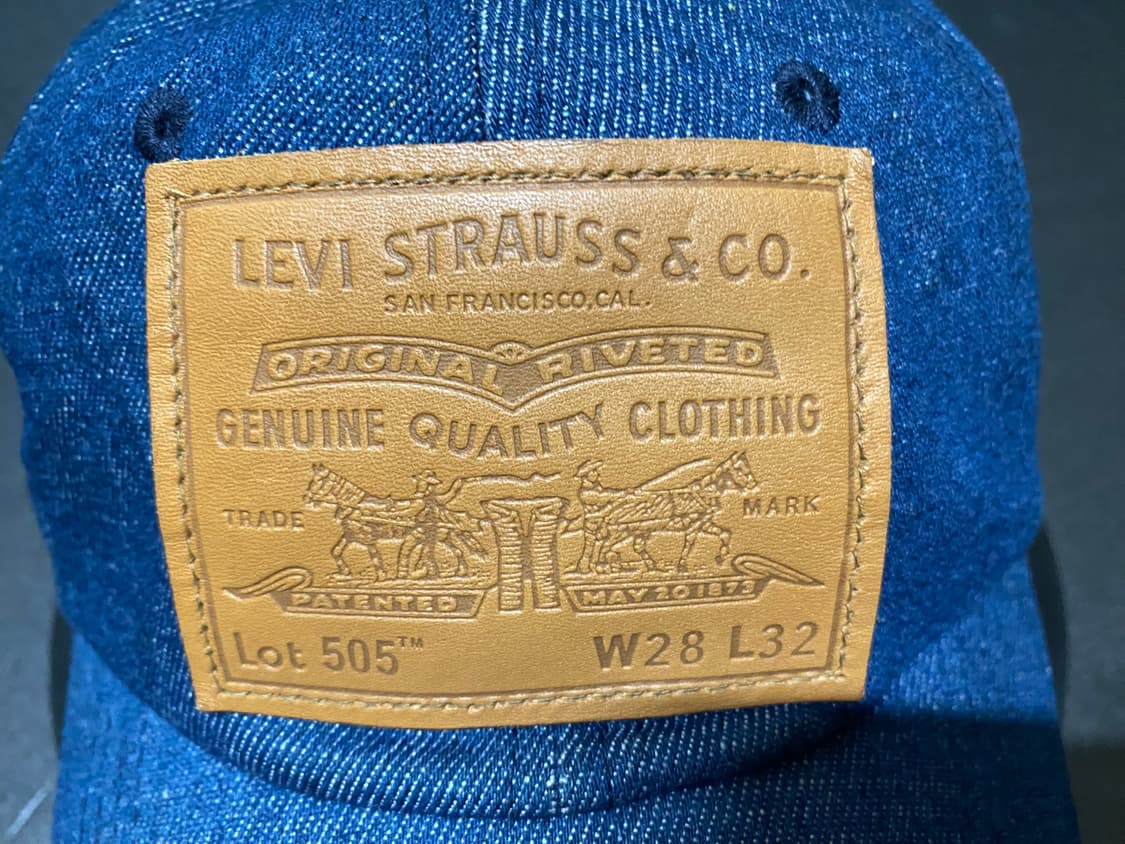 LEVI STRAUSS & CO.
SAN FRANCISCO, CAL.
ORIGINAL RIVETED
GENUINE QUALITY CLOTHING
TRADE MARK
PATENTED MAY 20 1873
Lot 505™ W28 L32